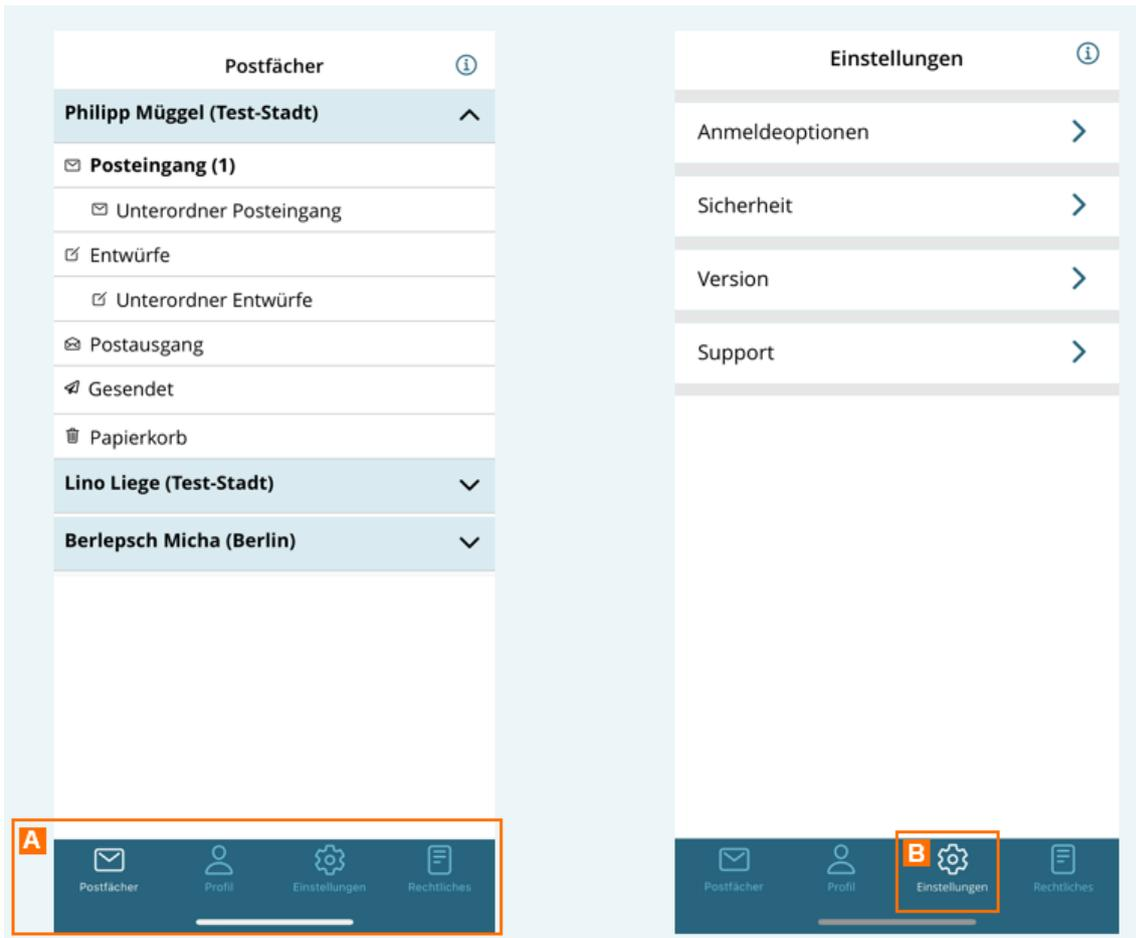 Postfächer
Philipp Müggel (Test-Stadt)
Posteingang (1)
Unterordner Posteingang
Entwürfe
Unterordner Entwürfe
Postausgang
Gesendet
Papierkorb
Lino Liege (Test-Stadt)
Berlepsch Micha (Berlin)
A
Postfächer Profil Einstellungen Rechtliches
Einstellungen
Anmeldeoptionen
Sicherheit
Version
Support
B
Postfächer Profil Einstellungen Rechtliches